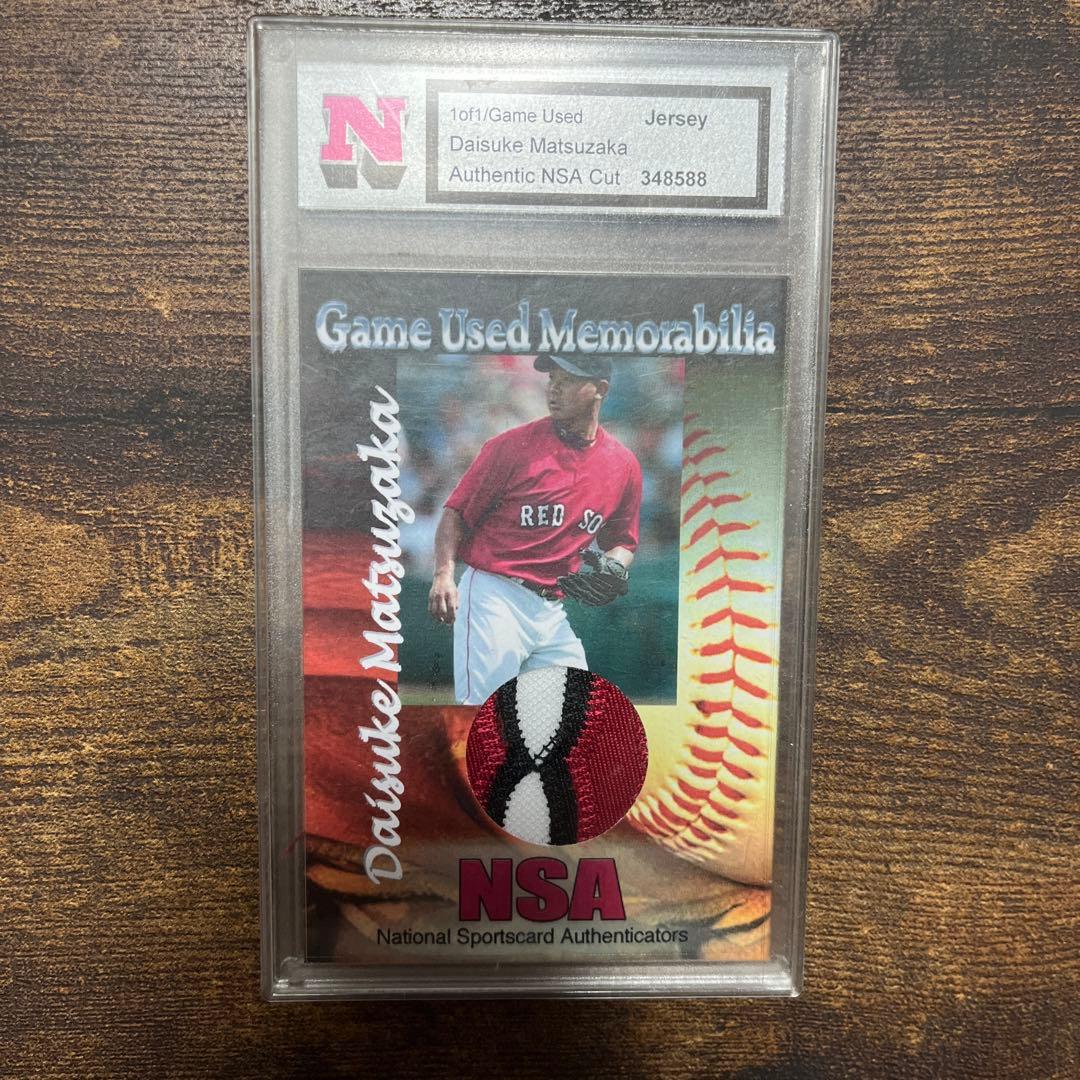 N
1of1/Game Used Jersey
Daisuke Matsuzaka
Authentic NSA Cut 348588
Game Used Memorabilia
Daisuke Matsuzaka
RED SO
NSA
National Sportscard Authenticators